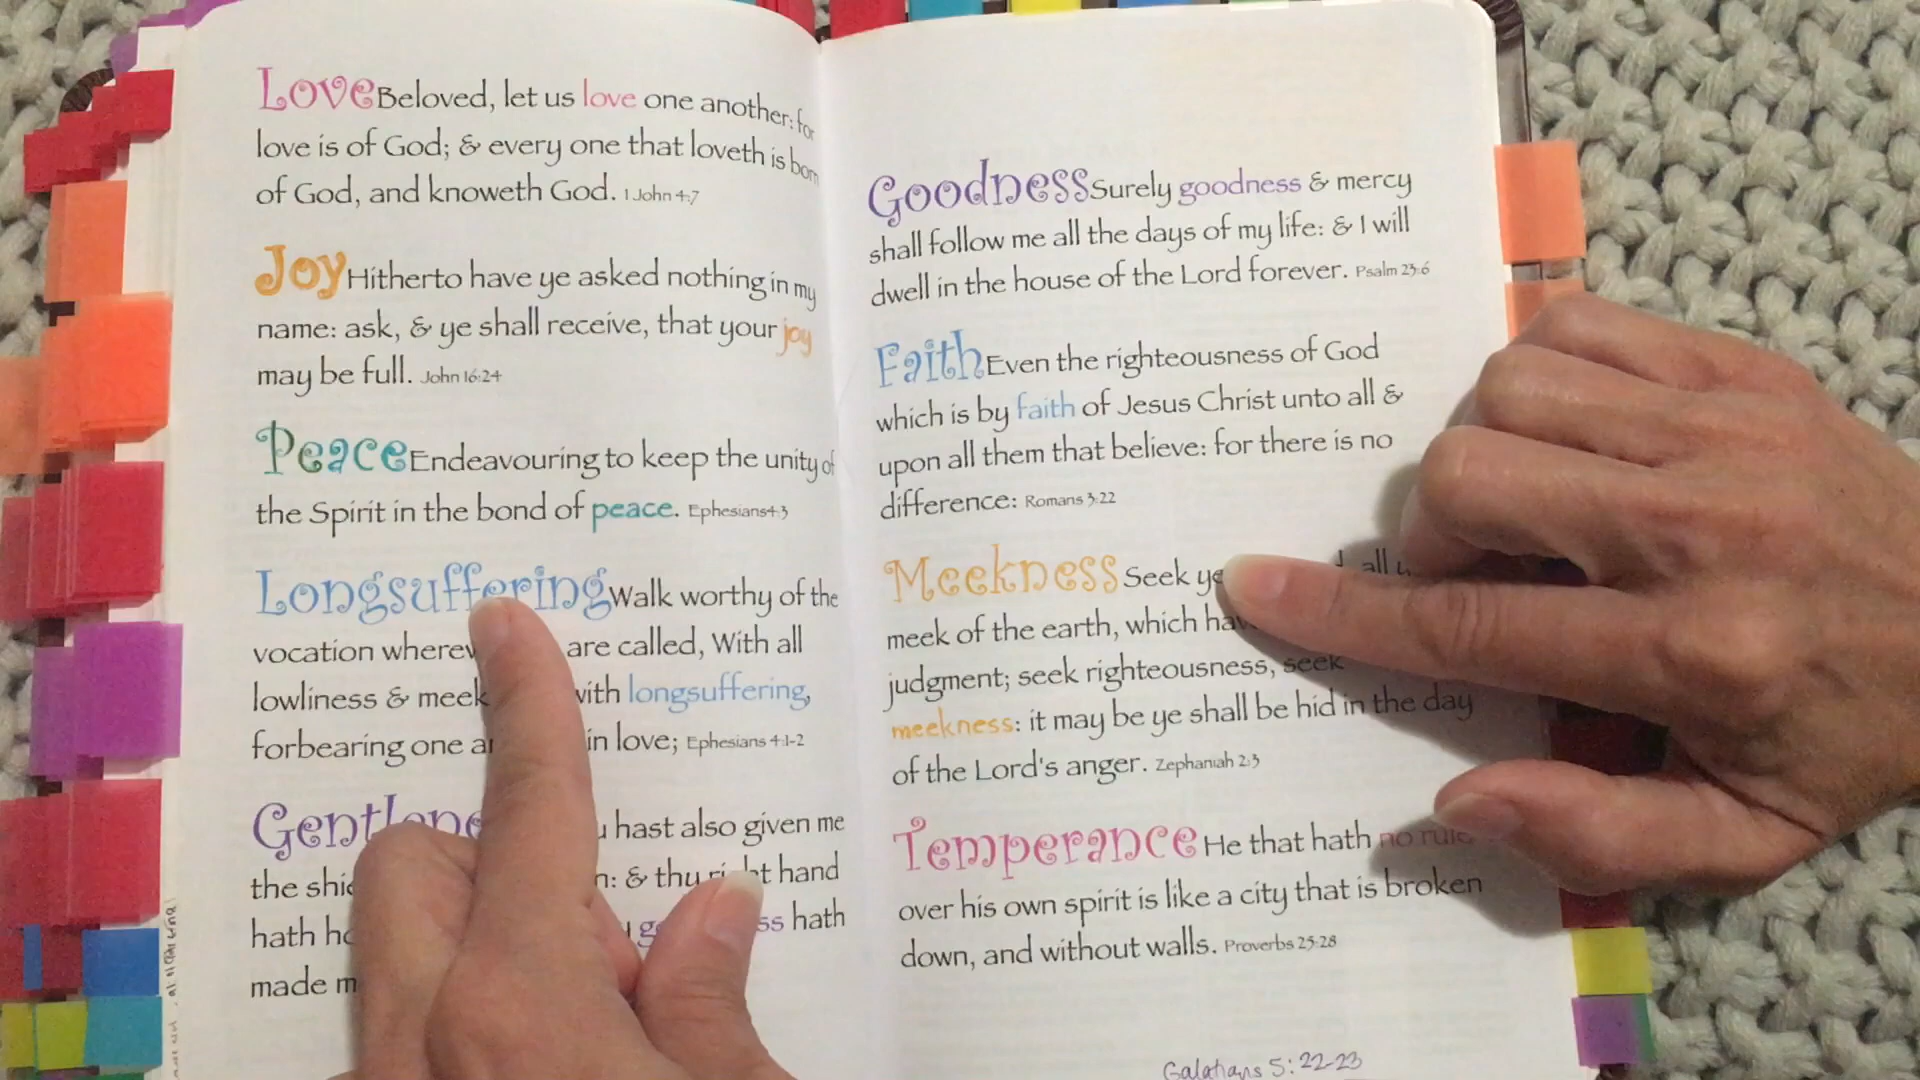 Love Beloved, let us love one another: for
love is of God; & every one that loveth is born
of God, and knoweth God. 1 John 4:7
Joy Hitherto have ye asked nothing in my
name: ask, & ye shall receive, that your joy
may be full. John 16:24
Peace Endeavouring to keep the unity of
the Spirit in the bond of peace. Ephesians 4:3
Longsuffering Walk worthy of the
vocation are called, With all
lowliness & with longsuffering,
forbearing one in love; Ephesians 4:1-2
hast also given me
the & thy right hand
hath hath
made
Goodness Surely goodness & mercy
shall follow me all the days of my life: & I will
dwell in the house of the Lord forever. Psalm 23:6
Faith Even the righteousness of God
which is by faith of Jesus Christ unto all &
upon all them that believe: for there is no
difference: Romans 3:22
Meekness Seek ye all
meek of the earth, which
judgment; seek righteousness, seek
meekness: it may be ye shall be hid in the day
of the Lord's anger. Zephaniah 2:3
Temperance He that hath no rule
over his own spirit is like a city that is broken
down, and without walls. Proverbs 25:28
Galatians 5:22-23